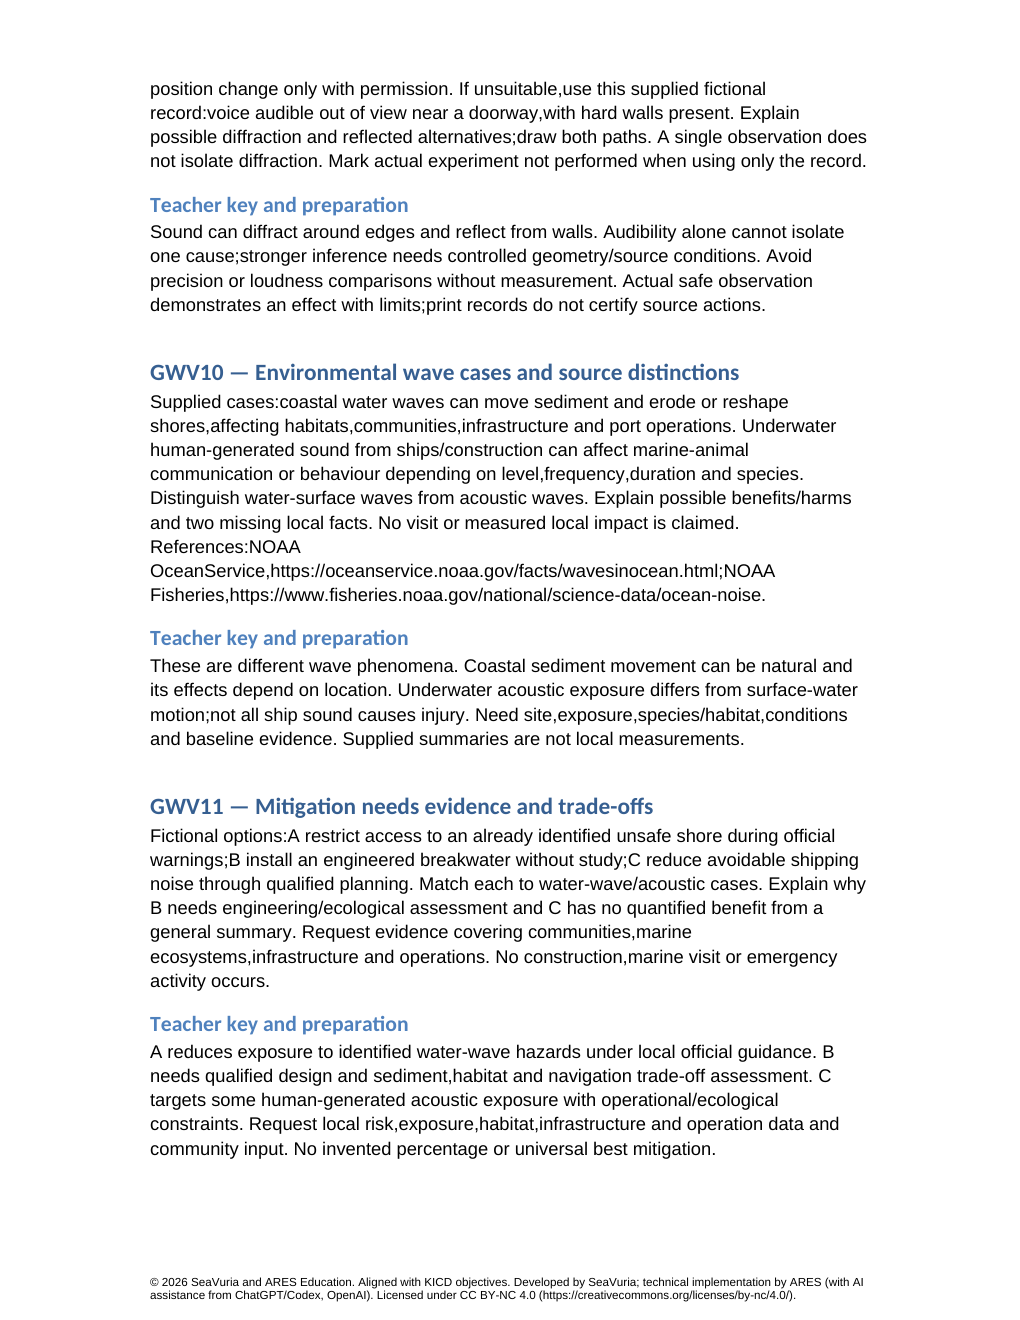 position change only with permission. If unsuitable,use this supplied fictional
record:voice audible out of view near a doorway,with hard walls present. Explain
possible diffraction and reflected alternatives;draw both paths. A single observation does
not isolate diffraction. Mark actual experiment not performed when using only the record.
Teacher key and preparation
Sound can diffract around edges and reflect from walls. Audibility alone cannot isolate
one cause;stronger inference needs controlled geometry/source conditions. Avoid
precision or loudness comparisons without measurement. Actual safe observation
demonstrates an effect with limits;print records do not certify source actions.
GWV10 — Environmental wave cases and source distinctions
Supplied cases:coastal water waves can move sediment and erode or reshape
shores,affecting habitats,communities,infrastructure and port operations. Underwater
human-generated sound from ships/construction can affect marine-animal
communication or behaviour depending on level,frequency,duration and species.
Distinguish water-surface waves from acoustic waves. Explain possible benefits/harms
and two missing local facts. No visit or measured local impact is claimed.
References:NOAA
OceanService,https://oceanservice.noaa.gov/facts/wavesinocean.html;NOAA
Fisheries,https://www.fisheries.noaa.gov/national/science-data/ocean-noise.
Teacher key and preparation
These are different wave phenomena. Coastal sediment movement can be natural and
its effects depend on location. Underwater acoustic exposure differs from surface-water
motion;not all ship sound causes injury. Need site,exposure,species/habitat,conditions
and baseline evidence. Supplied summaries are not local measurements.
GWV11 — Mitigation needs evidence and trade-offs
Fictional options:A restrict access to an already identified unsafe shore during official
warnings;B install an engineered breakwater without study;C reduce avoidable shipping
noise through qualified planning. Match each to water-wave/acoustic cases. Explain why
B needs engineering/ecological assessment and C has no quantified benefit from a
general summary. Request evidence covering communities,marine
ecosystems,infrastructure and operations. No construction,marine visit or emergency
activity occurs.
Teacher key and preparation
A reduces exposure to identified water-wave hazards under local official guidance. B
needs qualified design and sediment,habitat and navigation trade-off assessment. C
targets some human-generated acoustic exposure with operational/ecological
constraints. Request local risk,exposure,habitat,infrastructure and operation data and
community input. No invented percentage or universal best mitigation.
© 2026 SeaVuria and ARES Education. Aligned with KICD objectives. Developed by SeaVuria; technical implementation by ARES (with AI
assistance from ChatGPT/Codex, OpenAI). Licensed under CC BY-NC 4.0 (https://creativecommons.org/licenses/by-nc/4.0/).